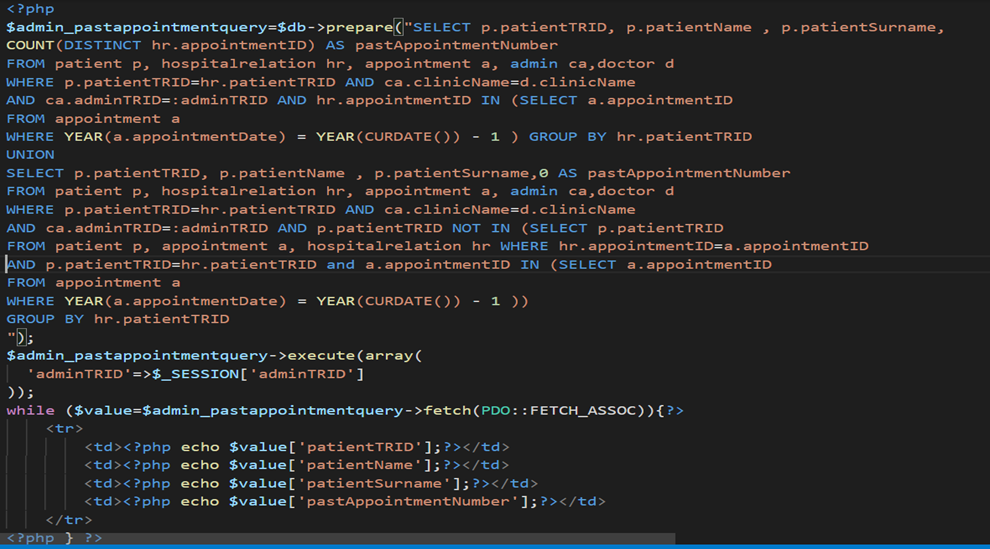 <?php
$admin_pastappointmentquery=$db->prepare("SELECT p.patientTRID, p.patientName , p.patientSurname,
COUNT(DISTINCT hr.appointmentID) AS pastAppointmentNumber
FROM patient p, hospitalrelation hr, appointment a, admin ca,doctor d
WHERE p.patientTRID=hr.patientTRID AND ca.clinicName=d.clinicName
AND ca.adminTRID=:adminTRID AND hr.appointmentID IN (SELECT a.appointmentID
FROM appointment a
WHERE YEAR(a.appointmentDate) = YEAR(CURDATE()) - 1 ) GROUP BY hr.patientTRID
UNION
SELECT p.patientTRID, p.patientName , p.patientSurname,0 AS pastAppointmentNumber
FROM patient p, hospitalrelation hr, appointment a, admin ca,doctor d
WHERE p.patientTRID=hr.patientTRID AND ca.clinicName=d.clinicName
AND ca.adminTRID=:adminTRID AND p.patientTRID NOT IN (SELECT p.patientTRID
FROM patient p, appointment a, hospitalrelation hr WHERE hr.appointmentID=a.appointmentID
AND p.patientTRID=hr.patientTRID and a.appointmentID IN (SELECT a.appointmentID
FROM appointment a
WHERE YEAR(a.appointmentDate) = YEAR(CURDATE()) - 1 ))
GROUP BY hr.patientTRID
");
$admin_pastappointmentquery->execute(array(
'adminTRID'=>$_SESSION['adminTRID']
));
while ($value=$admin_pastappointmentquery->fetch(PDO::FETCH_ASSOC)){?>
<tr>
<td><?php echo $value['patientTRID'];?></td>
<td><?php echo $value['patientName'];?></td>
<td><?php echo $value['patientSurname'];?></td>
<td><?php echo $value['pastAppointmentNumber'];?></td>
</tr>
<?php } ?>